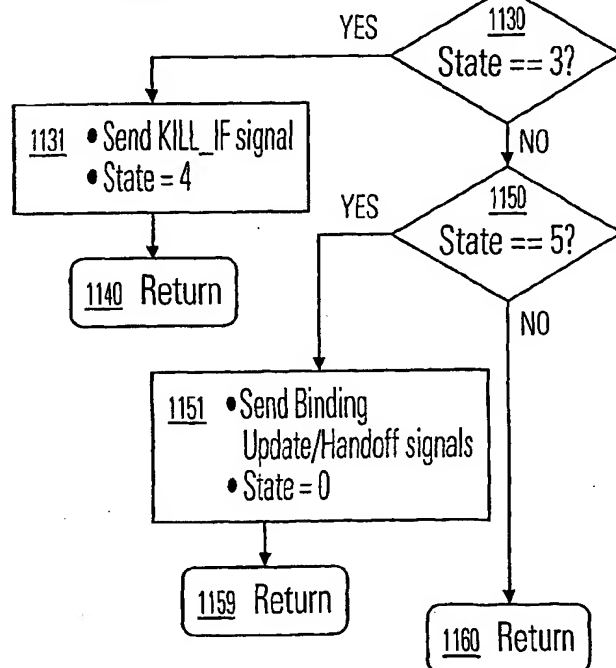 YES
1130
State == 3?
1131 • Send KILL_IF signal
• State = 4
NO
1140 Return
YES
1150
State == 5?
NO
1151 • Send Binding
Update/Handoff signals
• State = 0
1159 Return
1160 Return